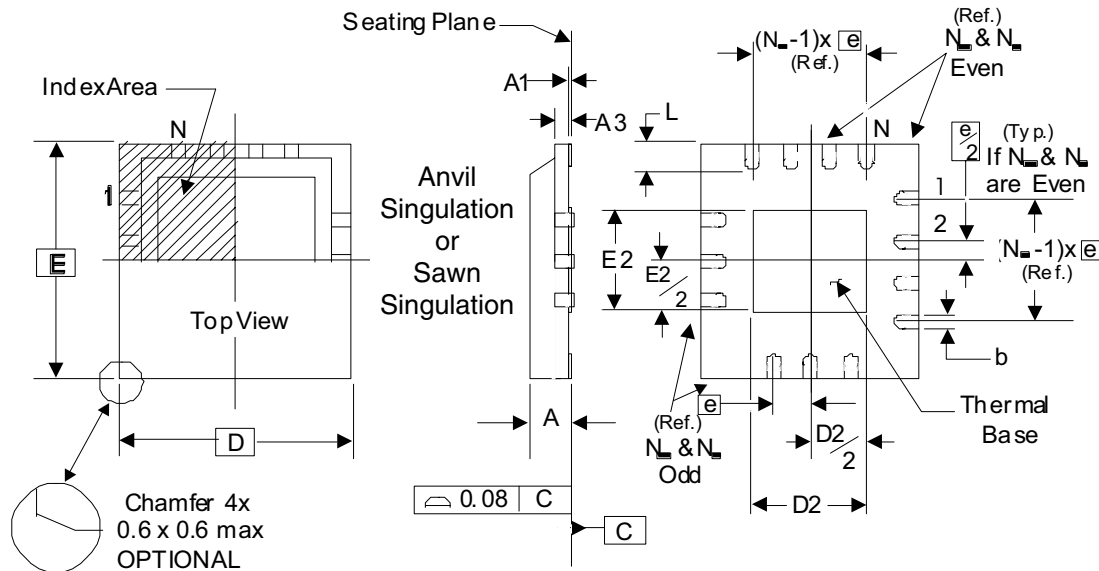 Seating Plane
(Ref.)
(N -1)x e
(Ref.)
N & N
Even
A1
Index Area
N
A3
L
N
e/2
(Typ.)
If N & N
are Even
1
Anvil
Singulation
or
Sawn
Singulation
1
2
(N -1)x e
(Ref.)
E
E2
E2/2
Top View
b
(Ref.)
N & N
Odd
e
A
D2/2
Thermal
Base
D
D2
Chamfer 4x
0.6 x 0.6 max
OPTIONAL
0.08 C
C